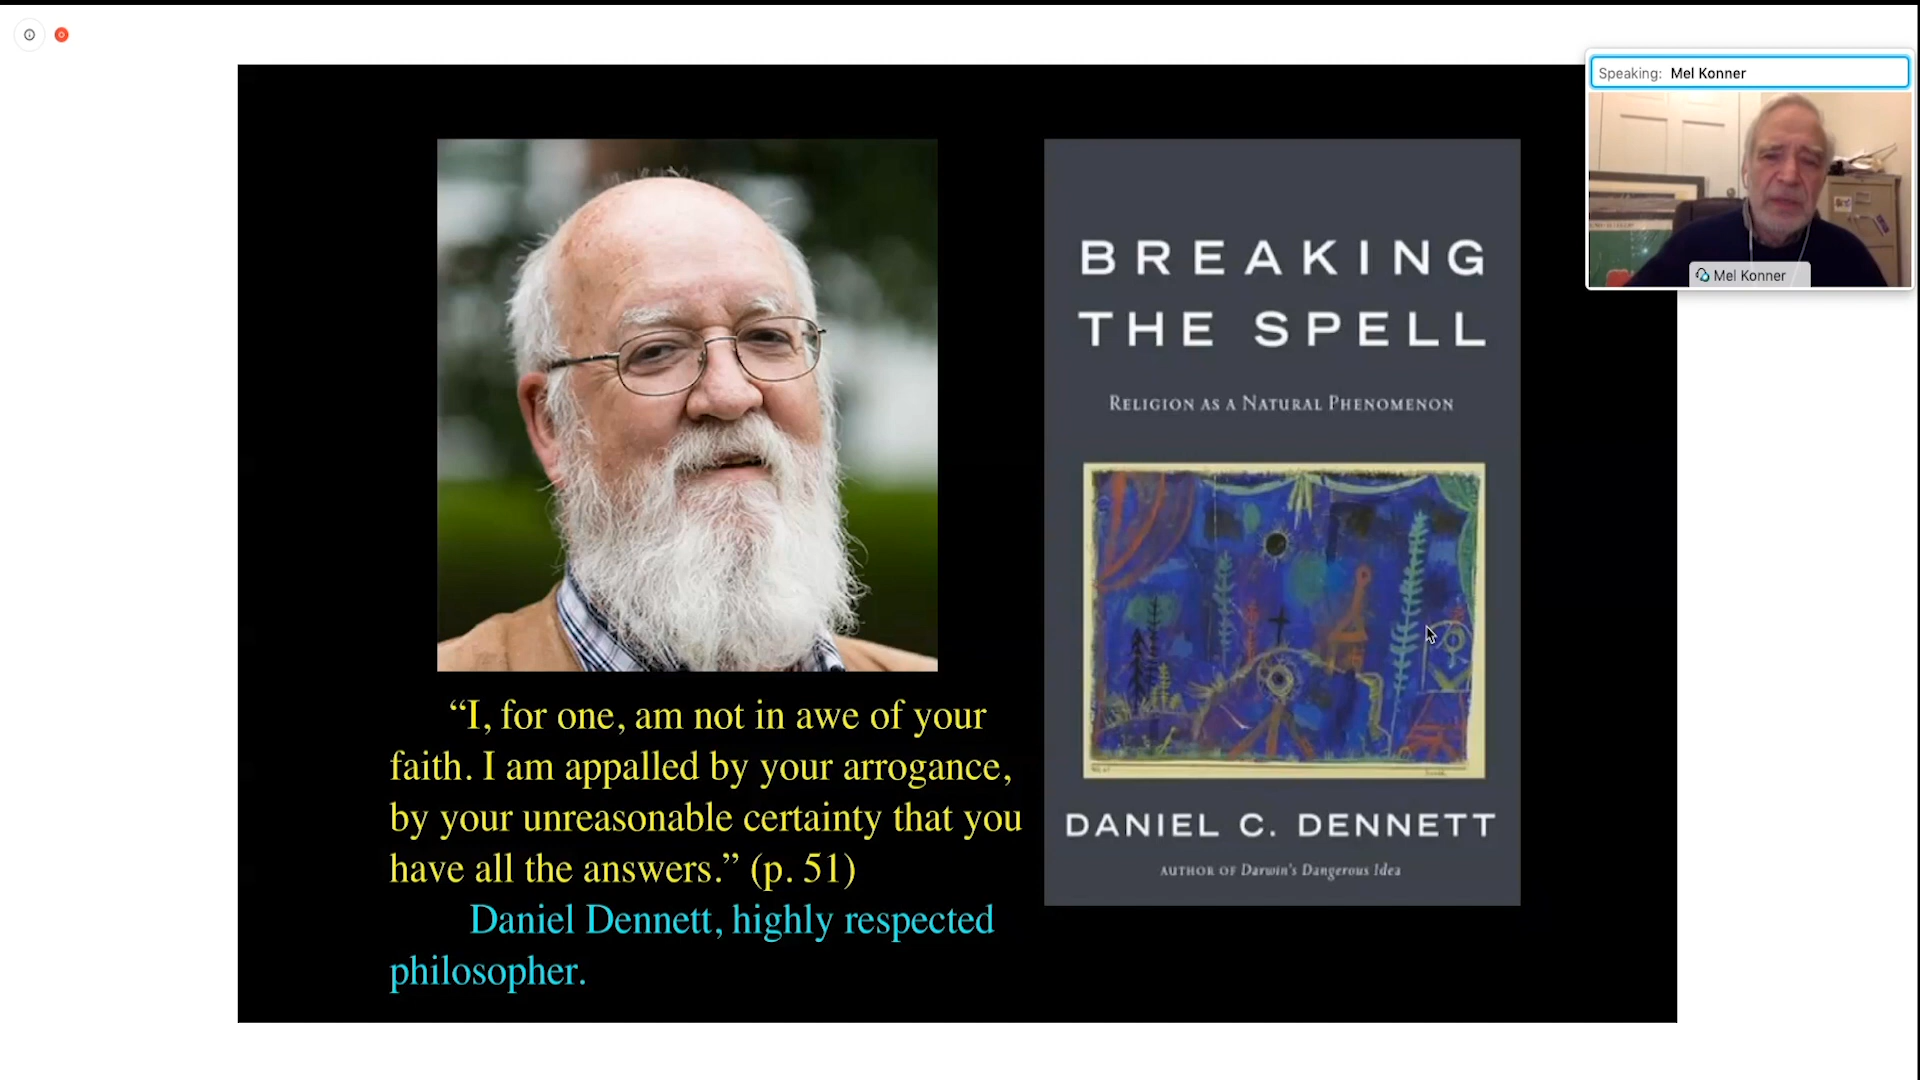 Speaking: Mel Konner
Mel Konner
BREAKING
THE SPELL
RELIGION AS A NATURAL PHENOMENON
DANIEL C. DENNETT
AUTHOR OF Darwin's Dangerous Idea
“I, for one, am not in awe of your
faith. I am appalled by your arrogance,
by your unreasonable certainty that you
have all the answers.” (p. 51)
Daniel Dennett, highly respected
philosopher.